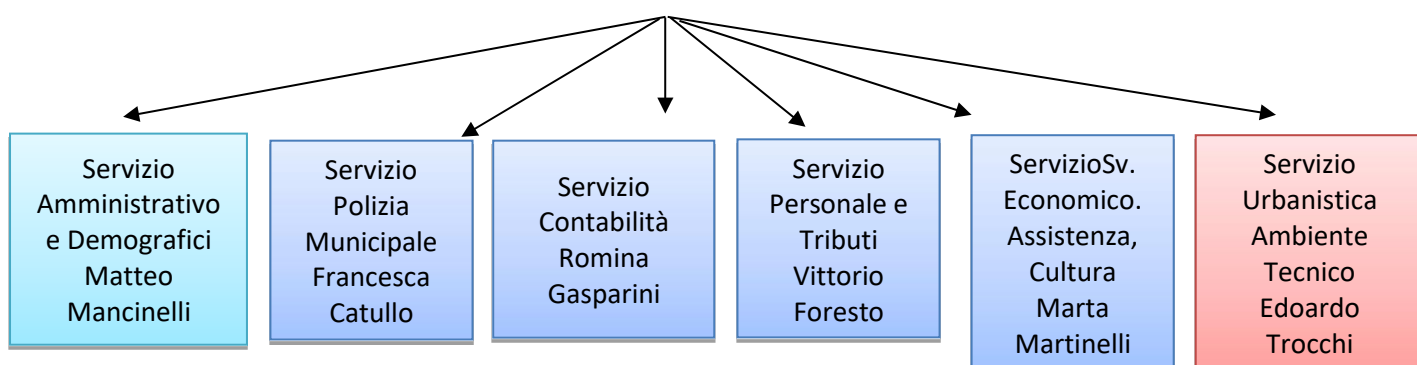 Servizio
Amministrativo
e Demografici
Matteo
Mancinelli
Servizio
Polizia
Municipale
Francesca
Catullo
Servizio
Contabilità
Romina
Gasparini
Servizio
Personale e
Tributi
Vittorio
Foresto
ServizioSv.
Economico.
Assistenza,
Cultura
Marta
Martinelli
Servizio
Urbanistica
Ambiente
Tecnico
Edoardo
Trocchi